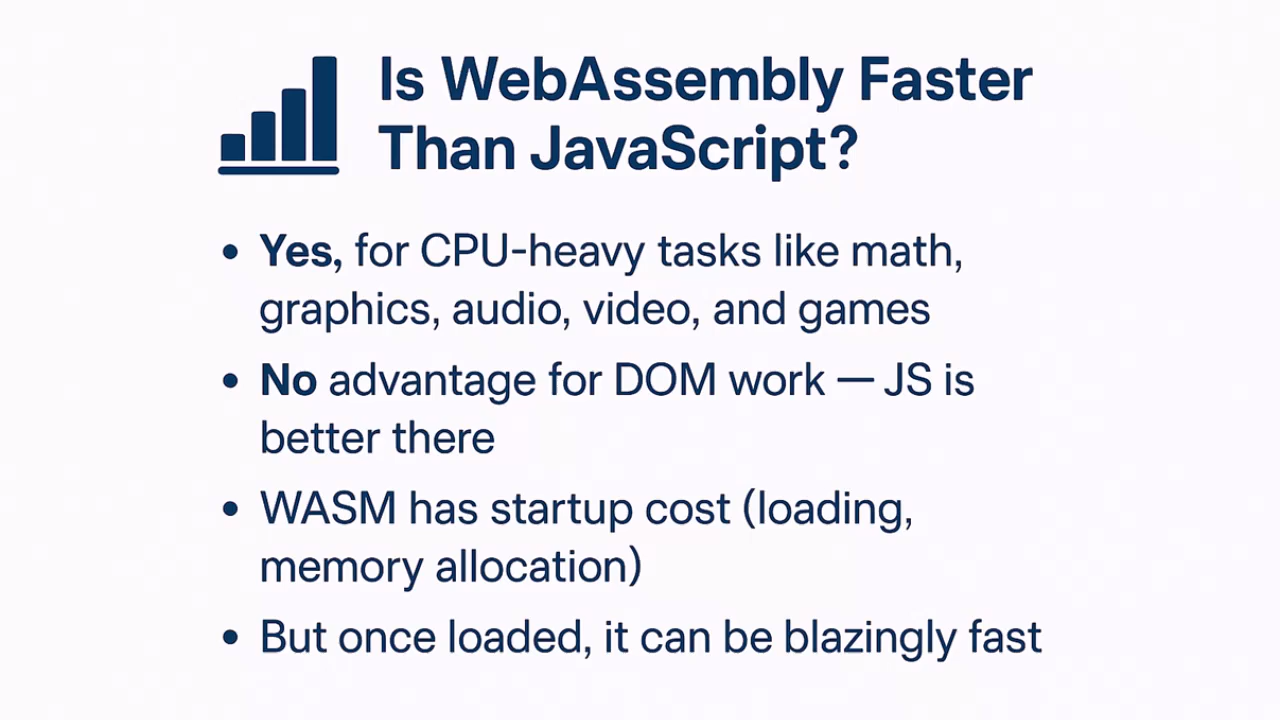 Is WebAssembly Faster
Than JavaScript?
• Yes, for CPU-heavy tasks like math,
graphics, audio, video, and games
• No advantage for DOM work — JS is
better there
• WASM has startup cost (loading,
memory allocation)
• But once loaded, it can be blazingly fast